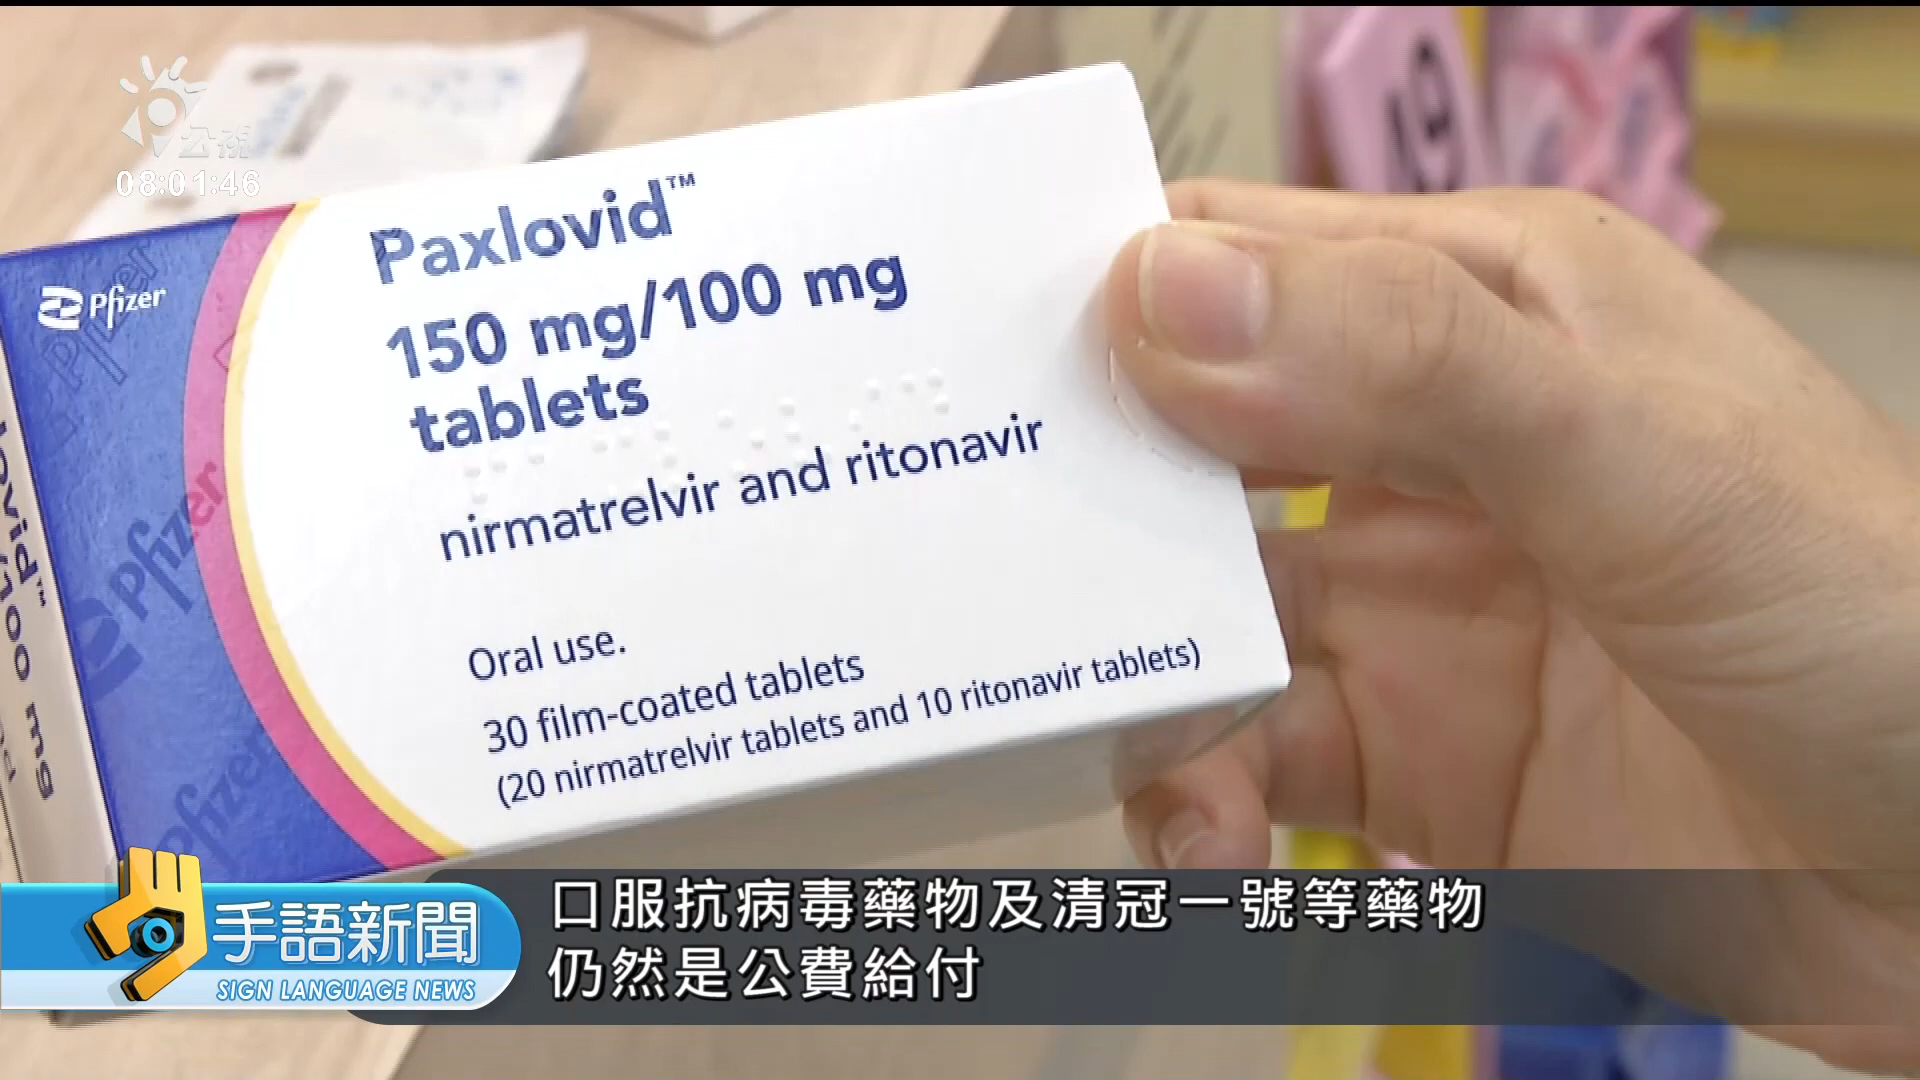 公視
08:01:46
Paxlovid™
150 mg/100 mg
tablets
nirmatrelvir and ritonavir
Oral use.
30 film-coated tablets
(20 nirmatrelvir tablets and 10 ritonavir tablets)
Pfizer
Pfizer
Pfizer
Pfizer
手語新聞
SIGN LANGUAGE NEWS
口服抗病毒藥物及清冠一號等藥物
仍然是公費給付